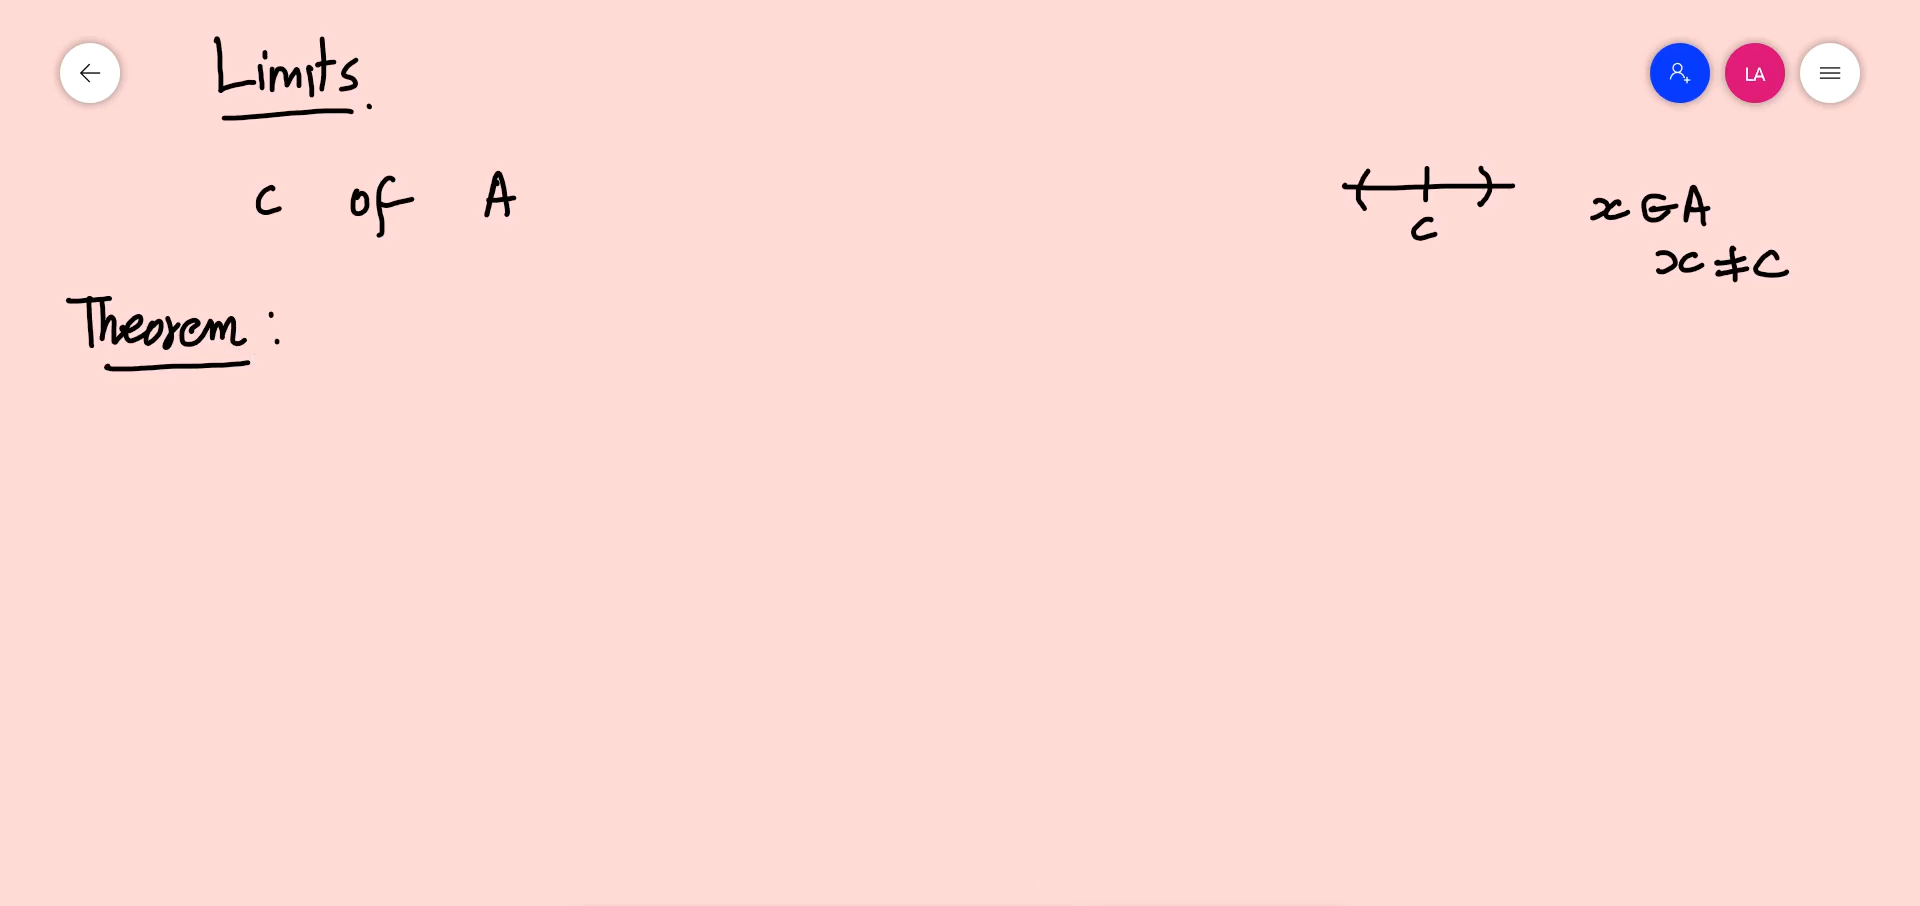 Limits.
LA
c of A
c
x ∈ A
x ≠ c
Theorem :